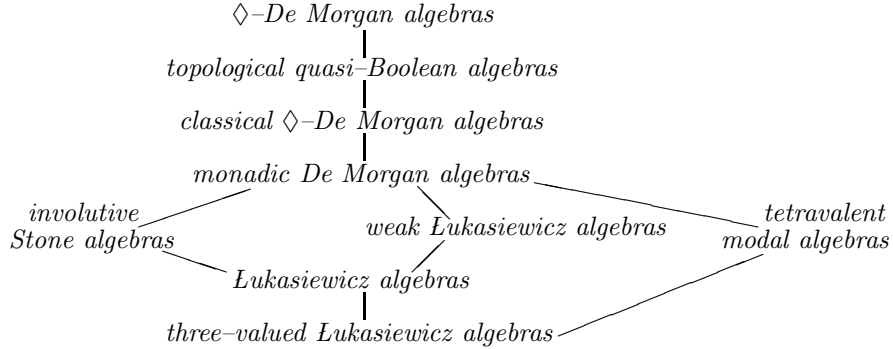 ◇–De Morgan algebras
topological quasi–Boolean algebras
classical ◇–De Morgan algebras
monadic De Morgan algebras
involutive
Stone algebras
weak Łukasiewicz algebras
tetravalent
modal algebras
Łukasiewicz algebras
three–valued Łukasiewicz algebras